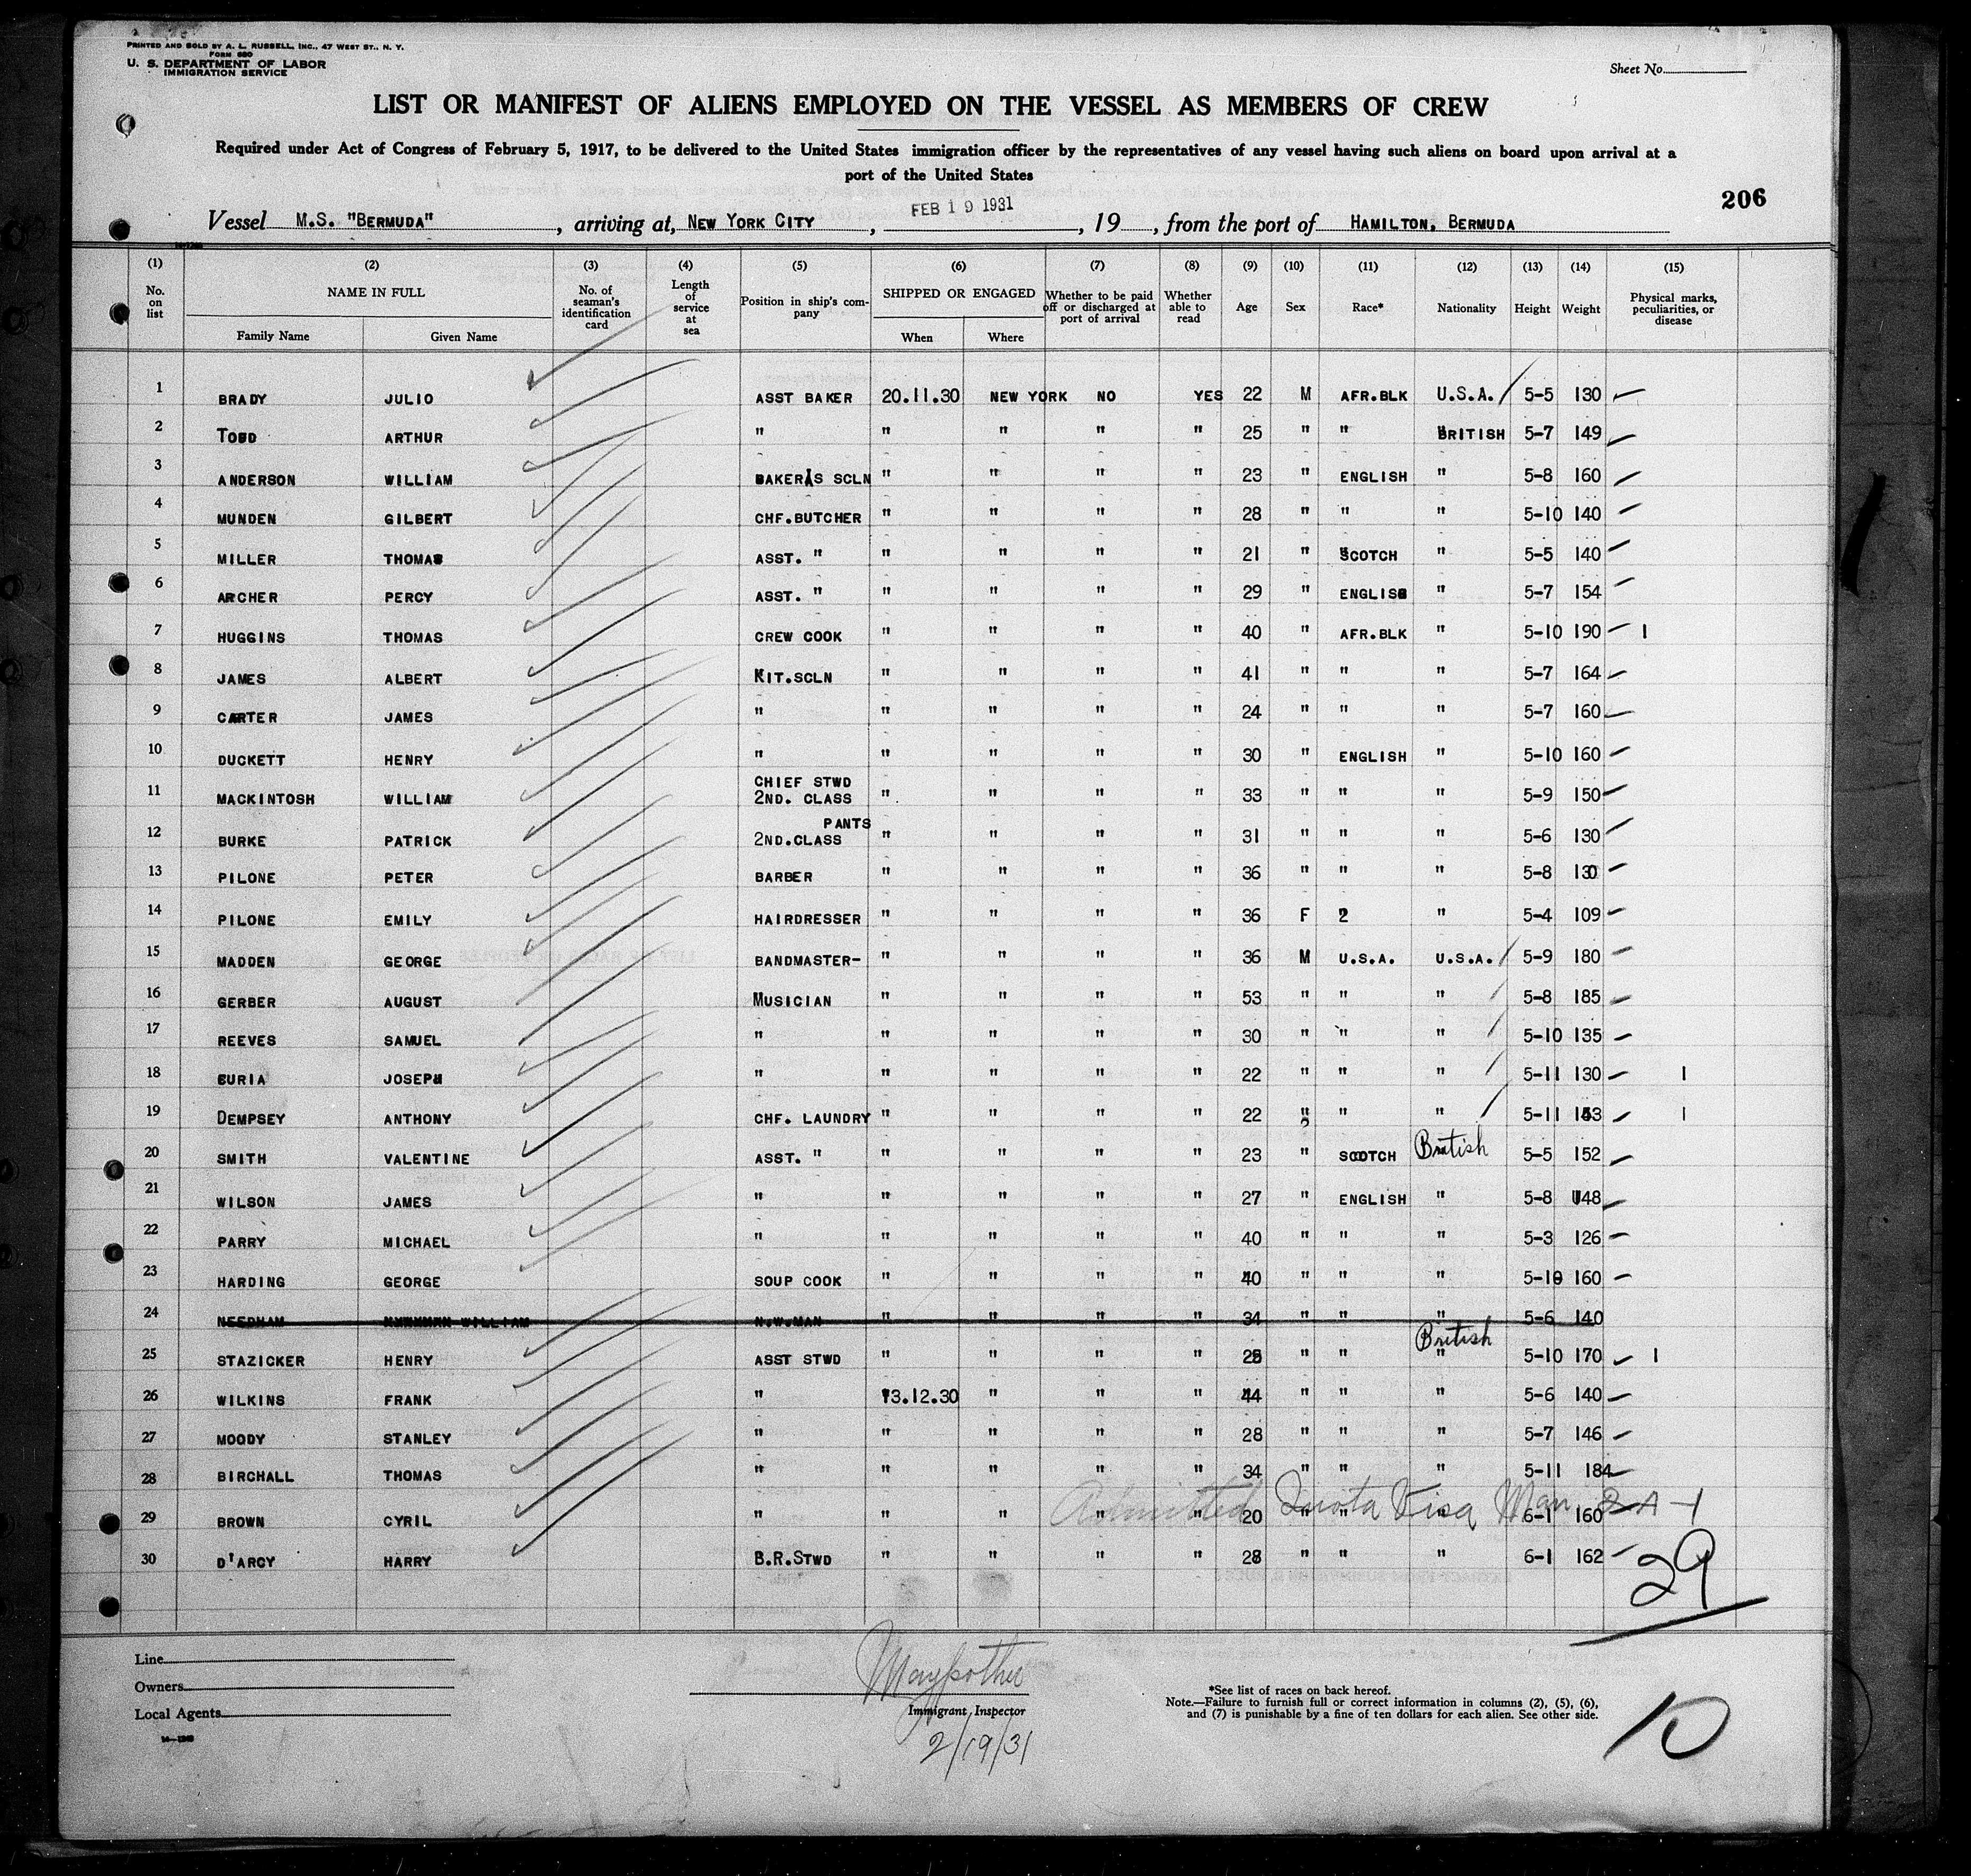 PRINTED AND SOLD BY A. L. RUSSELL, INC., 47 WEST ST., N. Y.
FORM 680
U. S. DEPARTMENT OF LABOR
IMMIGRATION SERVICE
Sheet No.
LIST OR MANIFEST OF ALIENS EMPLOYED ON THE VESSEL AS MEMBERS OF CREW
Required under Act of Congress of February 5, 1917, to be delivered to the United States immigration officer by the representatives of any vessel having such aliens on board upon arrival at a
port of the United States
206
Vessel M.S. "BERMUDA", arriving at, NEW YORK CITY, FEB 19 1931, 19, from the port of HAMILTON, BERMUDA
(1) (2) (3) (4) (5) (6) (7) (8) (9) (10) (11) (12) (13) (14) (15)
No. on list NAME IN FULL Family Name Given Name No. of seaman's identification card Length of service at sea Position in ship's company SHIPPED OR ENGAGED When Where Whether to be paid off or discharged at port of arrival Whether able to read Age Sex Race* Nationality Height Weight Physical marks, peculiarities, or disease
1 BRADY JULIO ASST BAKER 20.11.30 NEW YORK NO YES 22 M AFR.BLK U.S.A. 5-5 130
2 TODD ARTHUR " " " " " 25 " " BRITISH 5-7 149
3 ANDERSON WILLIAM BAKER'S SCLN " " " " 23 " ENGLISH " 5-8 160
4 MUNDEN GILBERT CHF.BUTCHER " " " " 28 " " " 5-10 140
5 MILLER THOMAS ASST. " " " " " 21 " SCOTCH " 5-5 140
6 ARCHER PERCY ASST. " " " " " 29 " ENGLISH " 5-7 154
7 HUGGINS THOMAS CREW COOK " " " " 40 " AFR.BLK " 5-10 190 1
8 JAMES ALBERT KIT.SCLN " " " " 41 " " " 5-7 164
9 CARTER JAMES " " " " " 24 " " " 5-7 160
10 DUCKETT HENRY " " " " " 30 " ENGLISH " 5-10 160
11 MACKINTOSH WILLIAM CHIEF STWD 2ND. CLASS " " " " 33 " " " 5-9 150
12 BURKE PATRICK PANTS 2ND.CLASS " " " " 31 " " " 5-6 130
13 PILONE PETER BARBER " " " " 36 " " " 5-8 130
14 PILONE EMILY HAIRDRESSER " " " " 36 F 2 " 5-4 109
15 MADDEN GEORGE BANDMASTER- " " " " 36 M U.S.A. U.S.A. 5-9 180
16 GERBER AUGUST MUSICIAN " " " " 53 " " " 5-8 185
17 REEVES SAMUEL " " " " " 30 " " " 5-10 135
18 JOSEPH " " " " " 22 " " " 5-11 130 1
19 DEMPSEY ANTHONY CHF. LAUNDRY " " " " 22 " " " 5-11 1
20 SMITH VALENTINE ASST. " " " " " 23 " SCOTCH British 5-5 152
21 WILSON JAMES " " " " " 27 " ENGLISH " 5-8 148
22 PARRY MICHAEL " " " " " 40 " " " 5-3 126
23 HARDING GEORGE SOUP COOK " " " " 40 " " " 5-10 160
24 NEEDHAM WILLIAM N.W.MAN " " " " 34 " " " 5-6 140
25 STAZICKER HENRY ASST STWD " " " " " " British " 5-10 170 1
26 WILKINS FRANK " 13.12.30 " " " 44 " " " 5-6 140
27 MOODY STANLEY " " " " " 28 " " " 5-7 146
28 BIRCHALL THOMAS " " " " " 34 " " " 5-11 184
Admitted Quota Visa Man
29 BROWN CYRIL " " " " " 20 " " " 6-1 160
30 D'ARCY HARRY B.R.STWD " " " " 28 " " " 6-1 162
29
Line
Owners
Local Agents
14—1248
Immigrant Inspector
2/19/31
*See list of races on back hereof.
Note.—Failure to furnish full or correct information in columns (2), (5), (6),
and (7) is punishable by a fine of ten dollars for each alien. See other side.
10